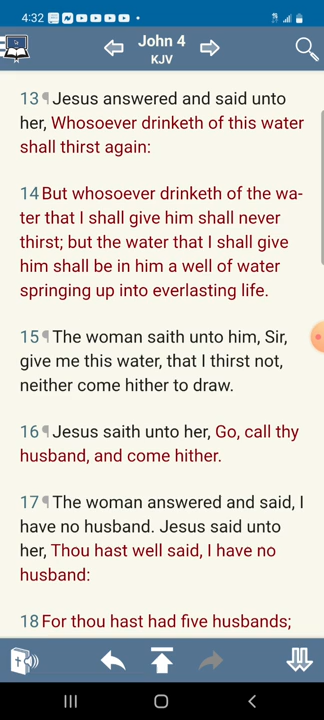 4:32
John 4
KJV
13¶ Jesus answered and said unto
her, Whosoever drinketh of this water
shall thirst again:
14 But whosoever drinketh of the wa-
ter that I shall give him shall never
thirst; but the water that I shall give
him shall be in him a well of water
springing up into everlasting life.
15¶ The woman saith unto him, Sir,
give me this water, that I thirst not,
neither come hither to draw.
16¶ Jesus saith unto her, Go, call thy
husband, and come hither.
17¶ The woman answered and said, I
have no husband. Jesus said unto
her, Thou hast well said, I have no
husband:
18 For thou hast had five husbands;